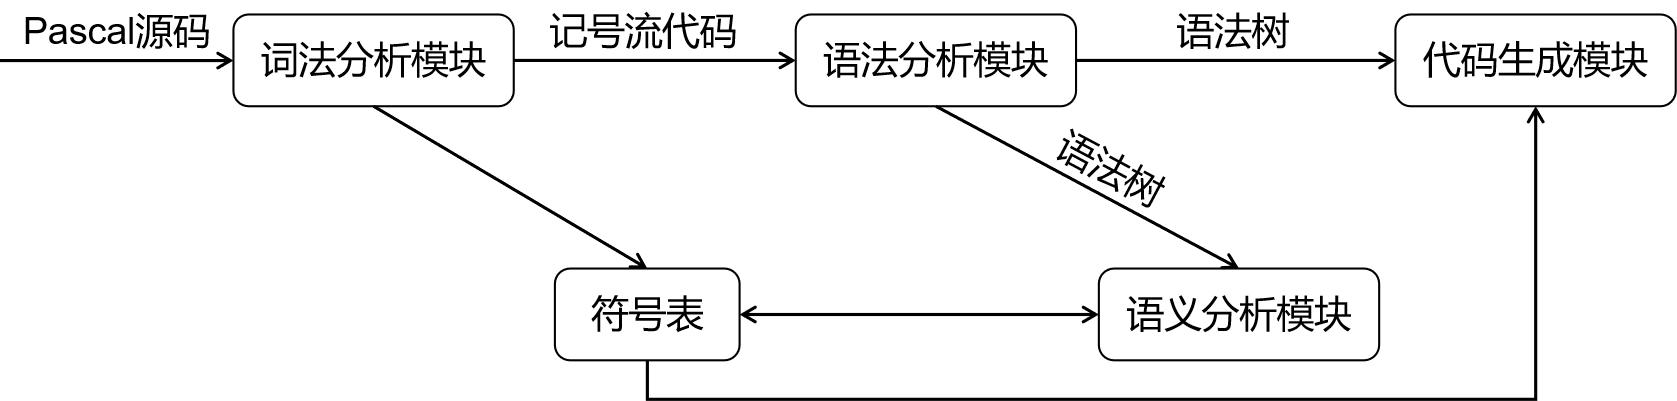 Pascal源码
词法分析模块
记号流代码
语法分析模块
语法树
代码生成模块
语法树
符号表
语义分析模块